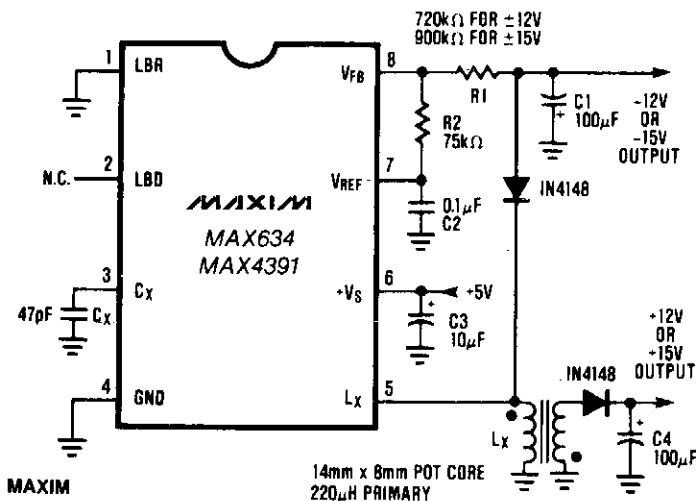 720kΩ FOR ±12V
900kΩ FOR ±15V
1 LBR
VFB 8
R1
C1
100µF
+
-12V
OR
-15V
OUTPUT
R2
75kΩ
N.C. 2 LBD
VREF 7
MAXIM
MAX634
MAX4391
0.1µF
C2
IN4148
3 CX
47pF CX
+VS 6
+5V
+
C3
10µF
+12V
OR
+15V
OUTPUT
4 GND
LX 5
IN4148
LX
+
C4
100µF
14mm x 8mm POT CORE
220µH PRIMARY
MAXIM